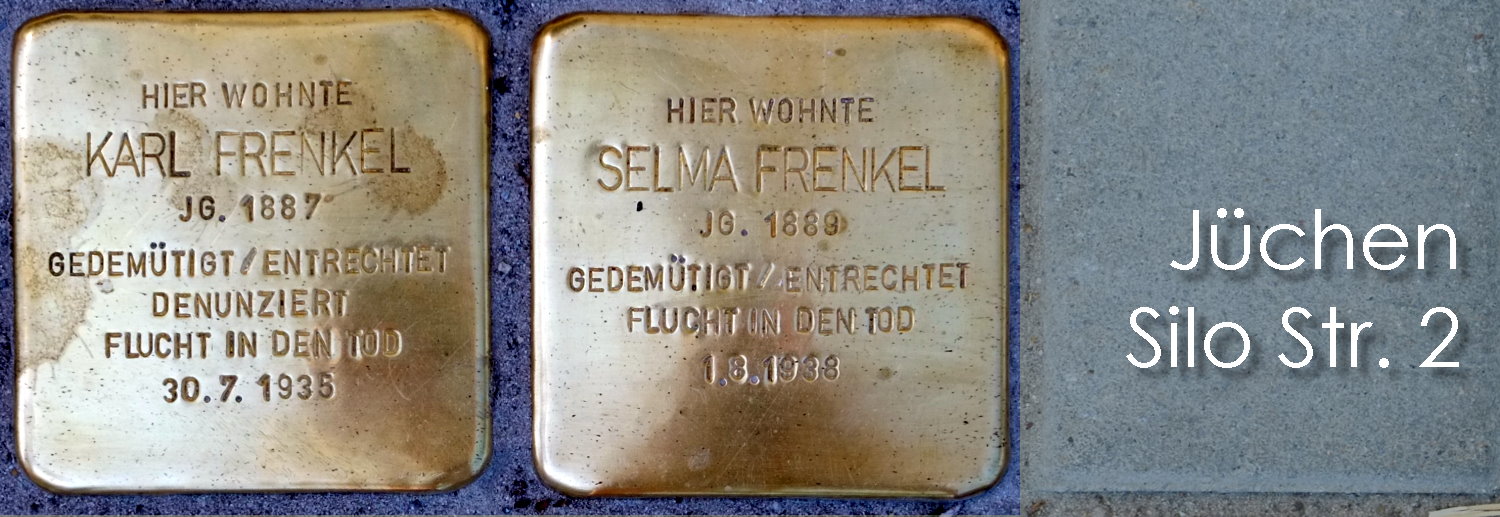 HIER WOHNTE
KARL FRENKEL
JG. 1887
GEDEMÜTIGT/ENTRECHTET
DENUNZIERT
FLUCHT IN DEN TOD
30.7.1935
HIER WOHNTE
SELMA FRENKEL
JG. 1889
GEDEMÜTIGT/ENTRECHTET
FLUCHT IN DEN TOD
1.8.1938
Jüchen
Silo Str. 2